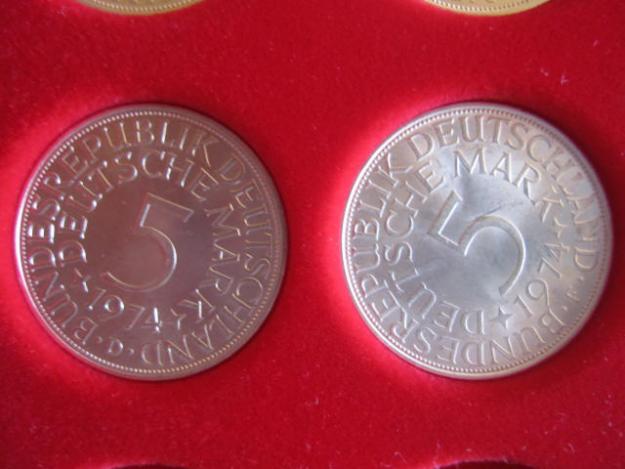 BUNDESREPUBLIK DEUTSCHLAND
DEUTSCHE MARK
5
1974
BUNDESREPUBLIK DEUTSCHLAND
DEUTSCHE MARK
5
1974